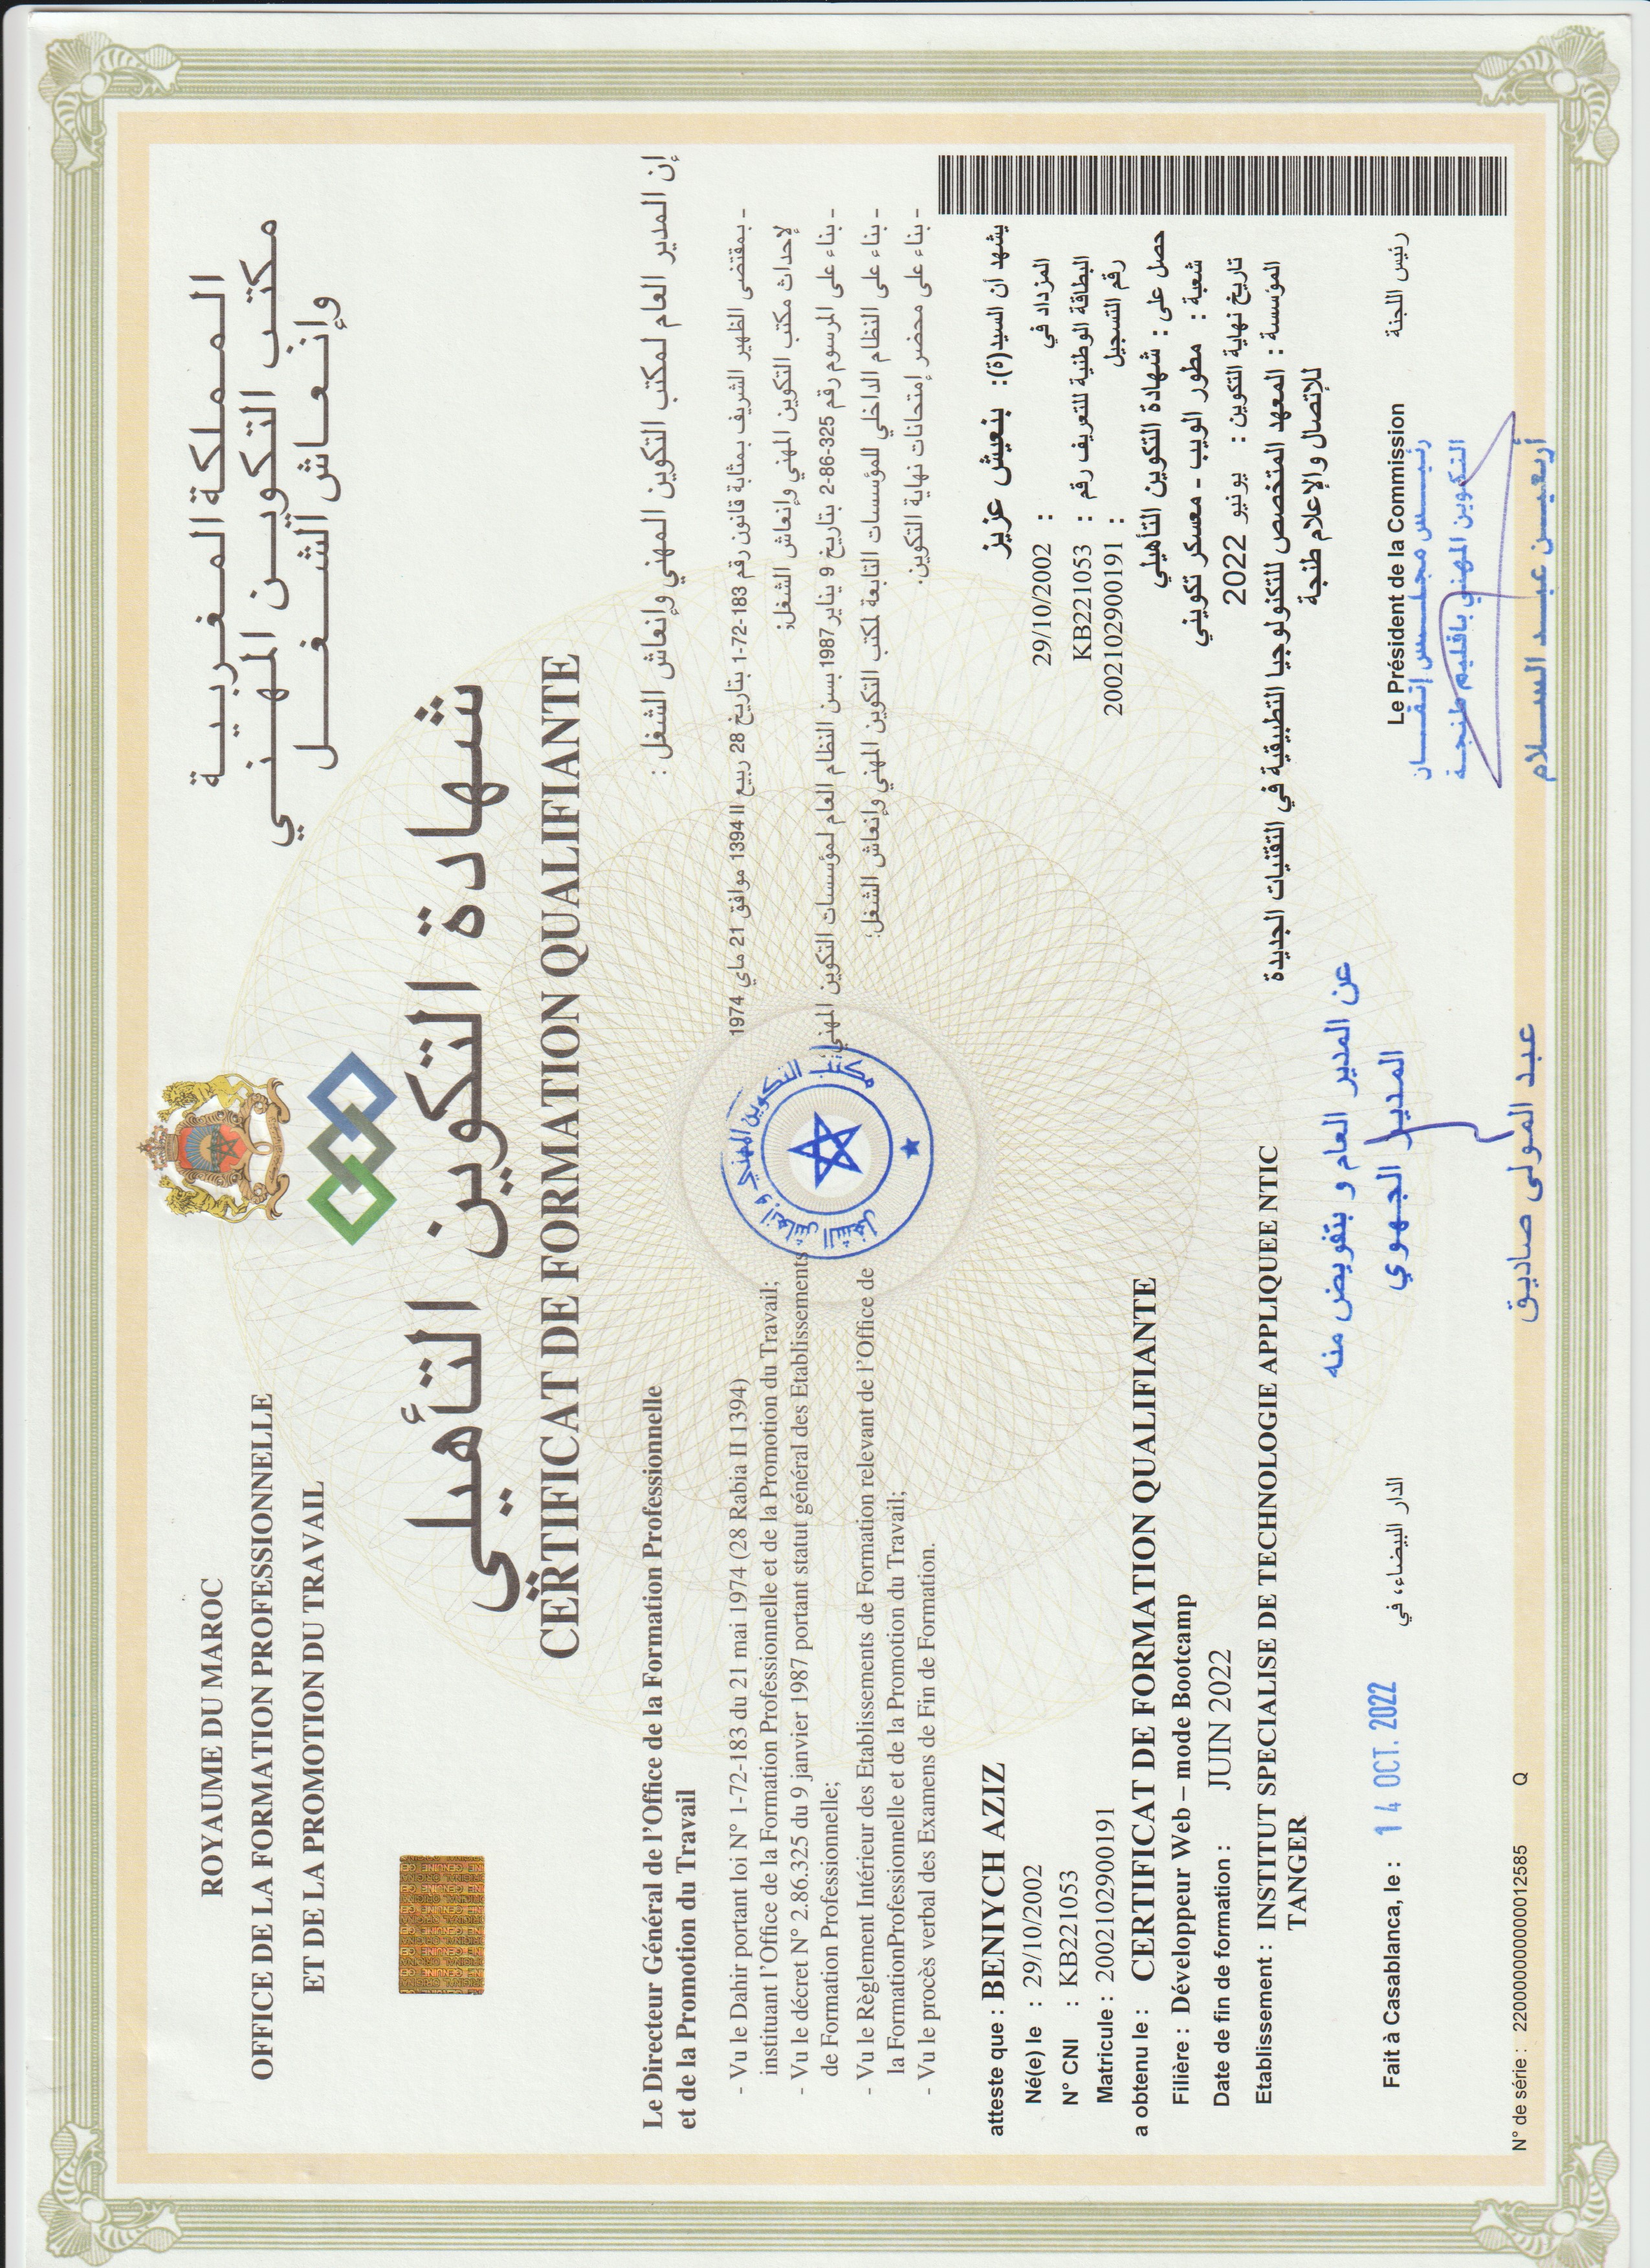 ROYAUME DU MAROC
OFFICE DE LA FORMATION PROFESSIONNELLE
ET DE LA PROMOTION DU TRAVAIL
المملكة المغربية
مكتب التكوين المهني
وإنعاش الشغل
شهادة التكوين التأهيلي
CERTIFICAT DE FORMATION QUALIFIANTE
Le Directeur Général de l'Office de la Formation Professionnelle
et de la Promotion du Travail
- Vu le Dahir portant loi N° 1-72-183 du 21 mai 1974 (28 Rabia II 1394)
instituant l'Office de la Formation Professionnelle et de la Promotion du Travail;
- Vu le décret N° 2.86.325 du 9 janvier 1987 portant statut général des Etablissements
de Formation Professionnelle;
- Vu le Règlement Intérieur des Etablissements de Formation relevant de l'Office de
la FormationProfessionnelle et de la Promotion du Travail;
- Vu le procès verbal des Examens de Fin de Formation.
إن المدير العام لمكتب التكوين المهني وإنعاش الشغل :
ـ بمقتضى الظهير الشريف بمثابة قانون رقم 183-72-1 بتاريخ 28 ربيع II 1394 موافق 21 ماي 1974
لإحداث مكتب التكوين المهني وإنعاش الشغل;
ـ بناء على المرسوم رقم 325-86-2 بتاريخ 9 يناير 1987 بسن النظام العام لمؤسسات التكوين المهني;
ـ بناء على النظام الداخلي للمؤسسات التابعة لمكتب التكوين المهني وإنعاش الشغل؛
- بناء على محضر إمتحانات نهاية التكوين.
مكتب التكوين المهني وإنعاش الشغل
atteste que : BENIYCH AZIZ
Né(e) le : 29/10/2002
N° CNI : KB221053
Matricule : 2002102900191
a obtenu le : CERTIFICAT DE FORMATION QUALIFIANTE
Filière : Développeur Web – mode Bootcamp
Date de fin de formation : JUIN 2022
Etablissement : INSTITUT SPECIALISE DE TECHNOLOGIE APPLIQUEE NTIC
TANGER
يشهد أن السيد(ة): بنعيش عزيز
المزداد في : 29/10/2002
البطاقة الوطنية للتعريف رقم : KB221053
رقم التسجيل : 2002102900191
حصل على : شهادة التكوين التأهيلي
شعبة : مطور الويب ـ معسكر تكويني
تاريخ نهاية التكوين : يونيو 2022
المؤسسة : المعهد المتخصص للتكنولوجيا التطبيقية في التقنيات الجديدة
للإتصال والإعلام طنجة
Fait à Casablanca, le : 14 OCT. 2022 الدار البيضاء، في
عن المدير العام و بتفويض منه
المدير الجهوي
عبد المولى صاديق
Le Président de la Commission رئيس اللجنة
رئيس مجلس إتقان
التكوين المهني باقليم طنجة
أربعين عبد السلام
N° de série : 220000000000012585 Q